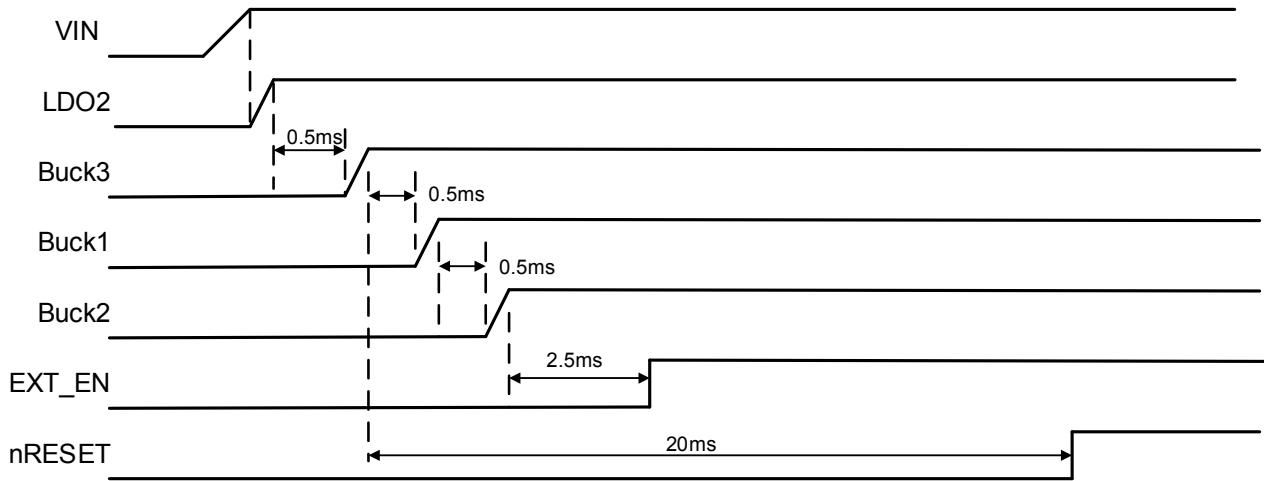 VIN
LDO2
0.5ms
Buck3
0.5ms
Buck1
0.5ms
Buck2
2.5ms
EXT_EN
20ms
nRESET